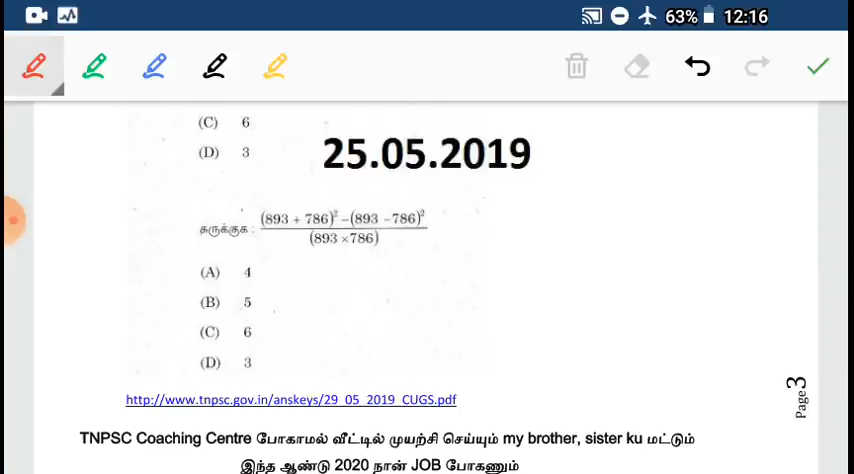 63% 12:16
(C) 6
(D) 3
25.05.2019
சுருக்குக : (893 + 786)² – (893 – 786)²
(893 × 786)
(A) 4
(B) 5
(C) 6
(D) 3
http://www.tnpsc.gov.in/anskeys/29_05_2019_CUGS.pdf
Page 3
TNPSC Coaching Centre போகாமல் வீட்டில் முயற்சி செய்யும் my brother, sister ku மட்டும்
இந்த ஆண்டு 2020 நான் JOB போகணும்